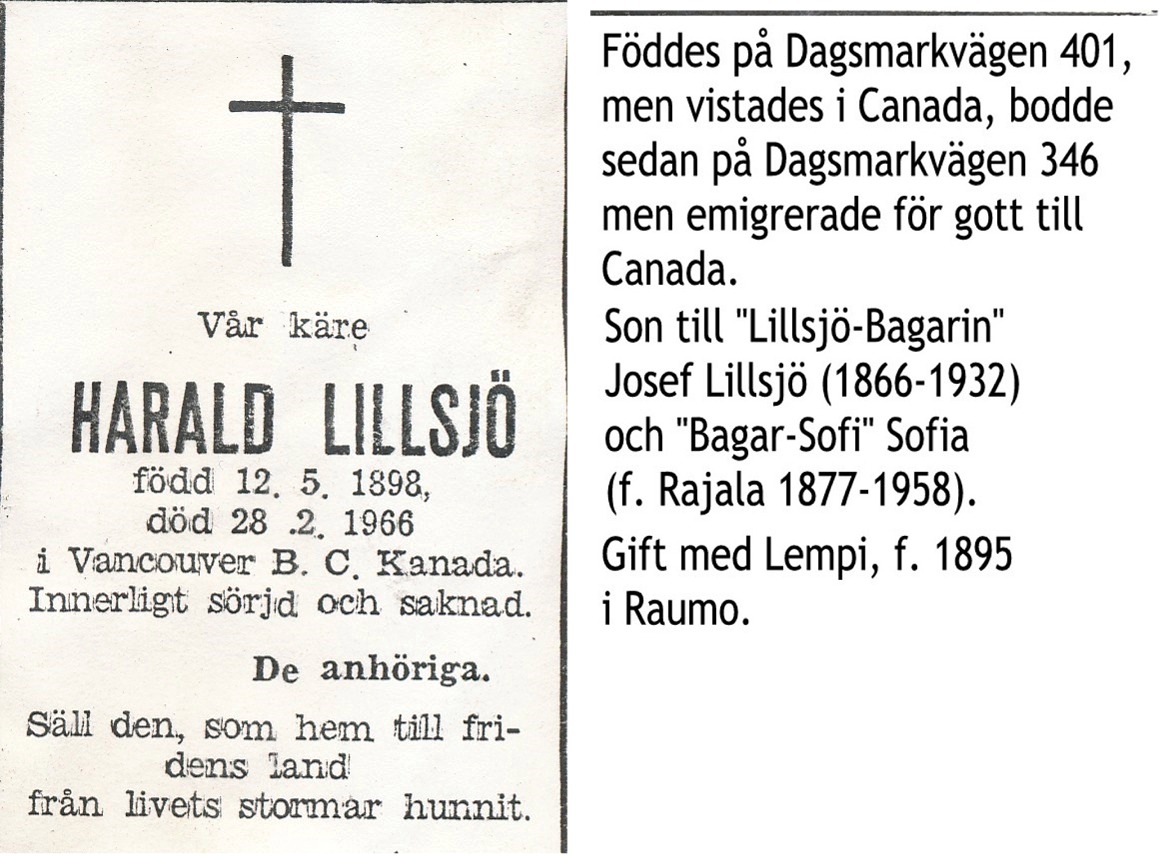 Vår käre
HARALD LILLSJÖ
född 12. 5. 1898,
död 28 .2. 1966
i Vancouver B. C. Kanada.
Innerligt sörjd och saknad.
De anhöriga.
Säll den, som hem till fri-
dens land
från livets stormar hunnit.
Föddes på Dagsmarkvägen 401,
men vistades i Canada, bodde
sedan på Dagsmarkvägen 346
men emigrerade för gott till
Canada.
Son till "Lillsjö-Bagarin"
Josef Lillsjö (1866-1932)
och "Bagar-Sofi" Sofia
(f. Rajala 1877-1958).
Gift med Lempi, f. 1895
i Raumo.